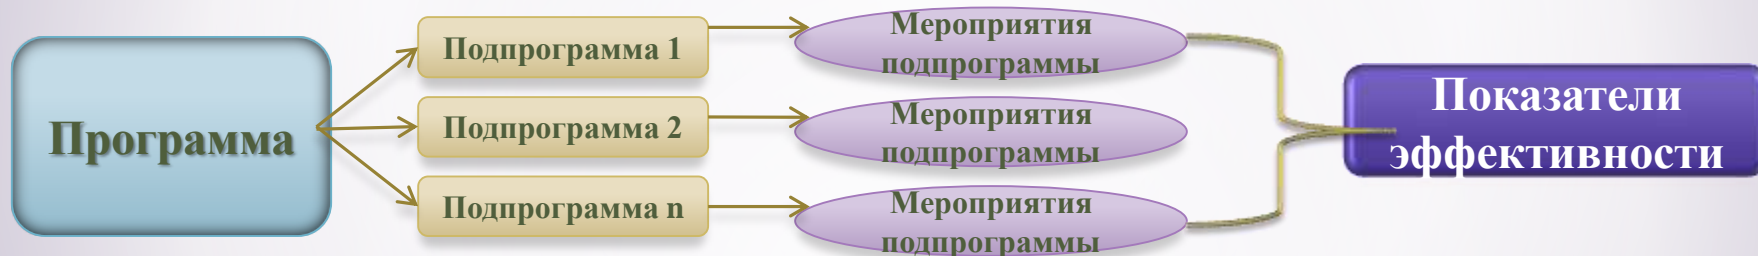 Программа
Подпрограмма 1
Мероприятия
подпрограммы
Подпрограмма 2
Мероприятия
подпрограммы
Подпрограмма n
Мероприятия
подпрограммы
Показатели
эффективности